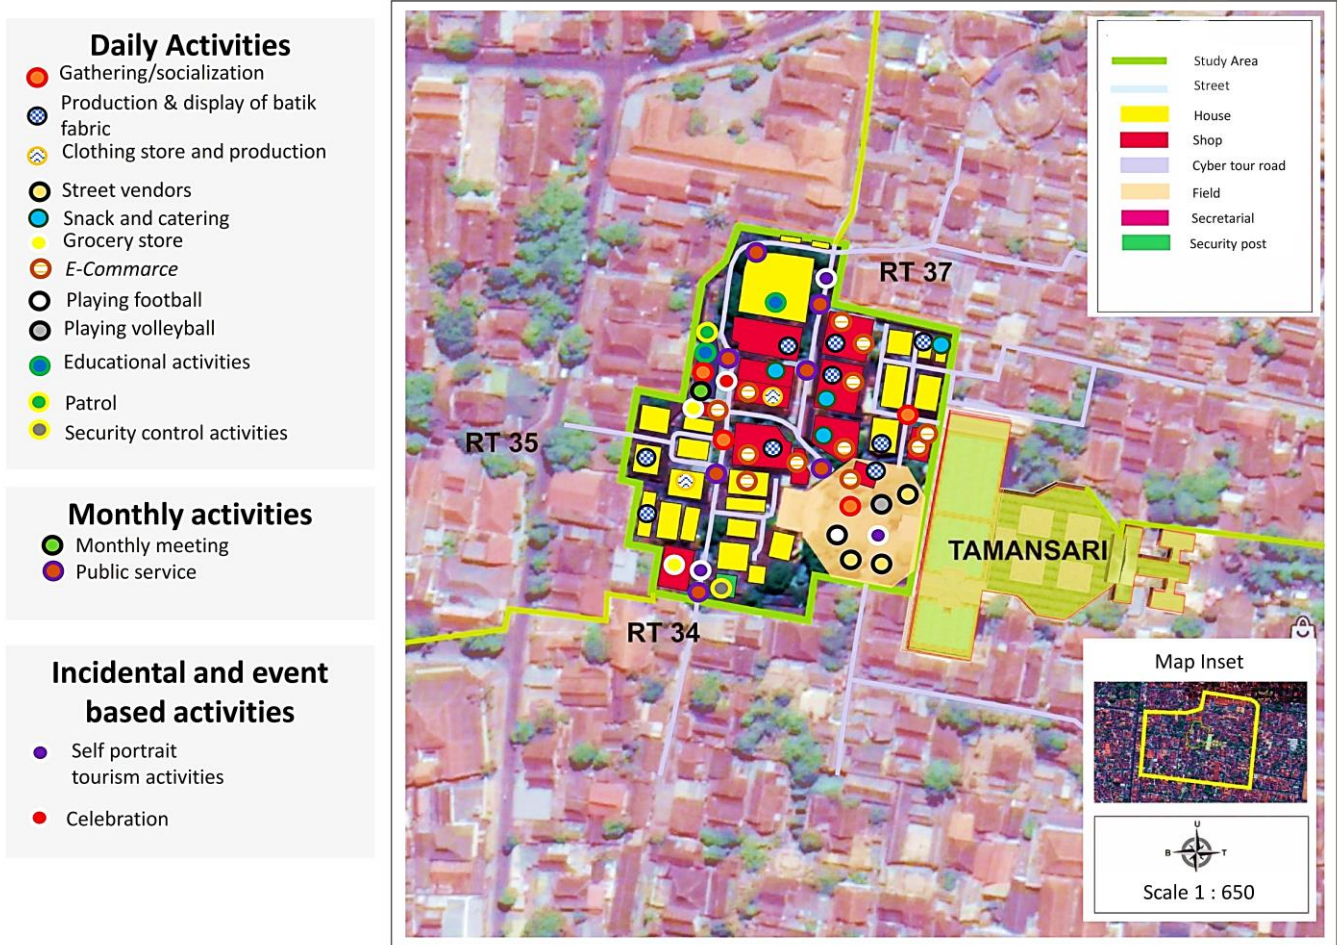 Daily Activities
Gathering/socialization
Production & display of batik
fabric
Clothing store and production
Street vendors
Snack and catering
Grocery store
E-Commarce
Playing football
Playing volleyball
Educational activities
Patrol
Security control activities
Monthly activities
Monthly meeting
Public service
Incidental and event
based activities
Self portrait
tourism activities
Celebration
RT 37
RT 35
TAMANSARI
RT 34
Study Area
Street
House
Shop
Cyber tour road
Field
Secretarial
Security post
Map Inset
U
B
T
Scale 1 : 650